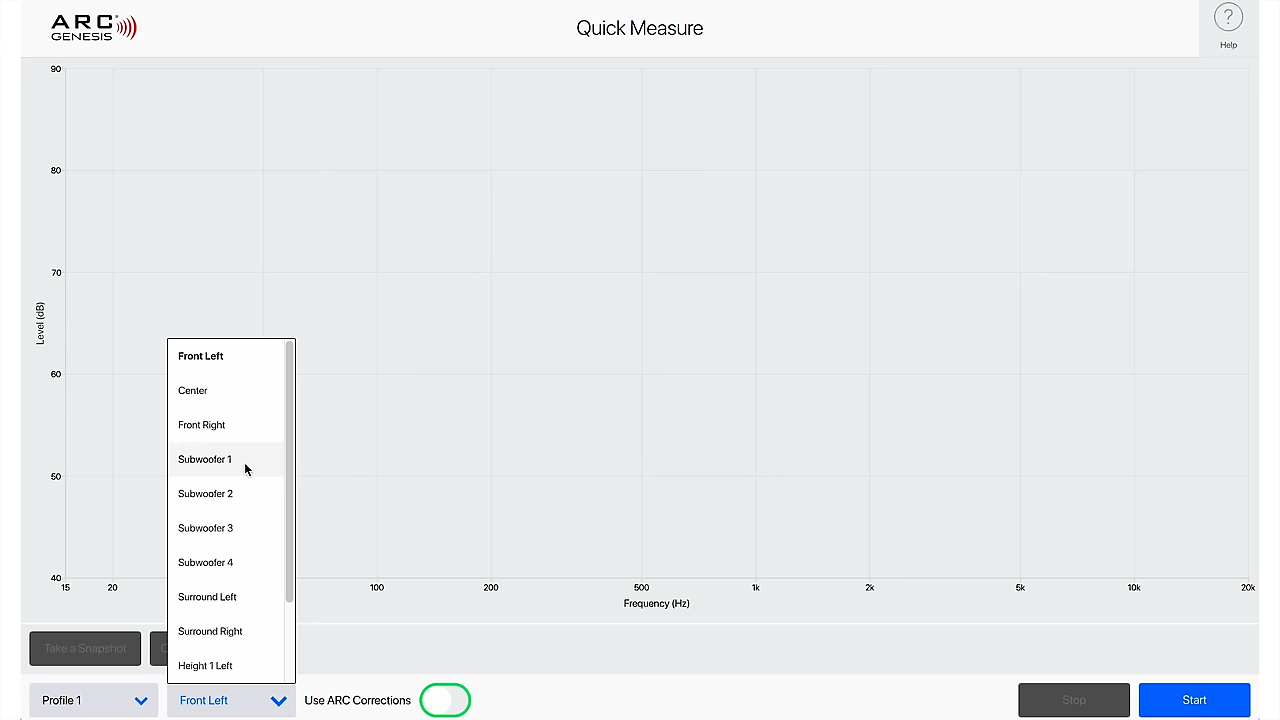 ARC
GENESIS
Quick Measure
?
Help
90
80
70
60
50
40
Level (dB)
15
20
100
200
500
1k
2k
5k
10k
20k
Frequency (Hz)
Front Left
Center
Front Right
Subwoofer 1
Subwoofer 2
Subwoofer 3
Subwoofer 4
Surround Left
Surround Right
Height 1 Left
Take a Snapshot
Profile 1
Front Left
Use ARC Corrections
Stop
Start